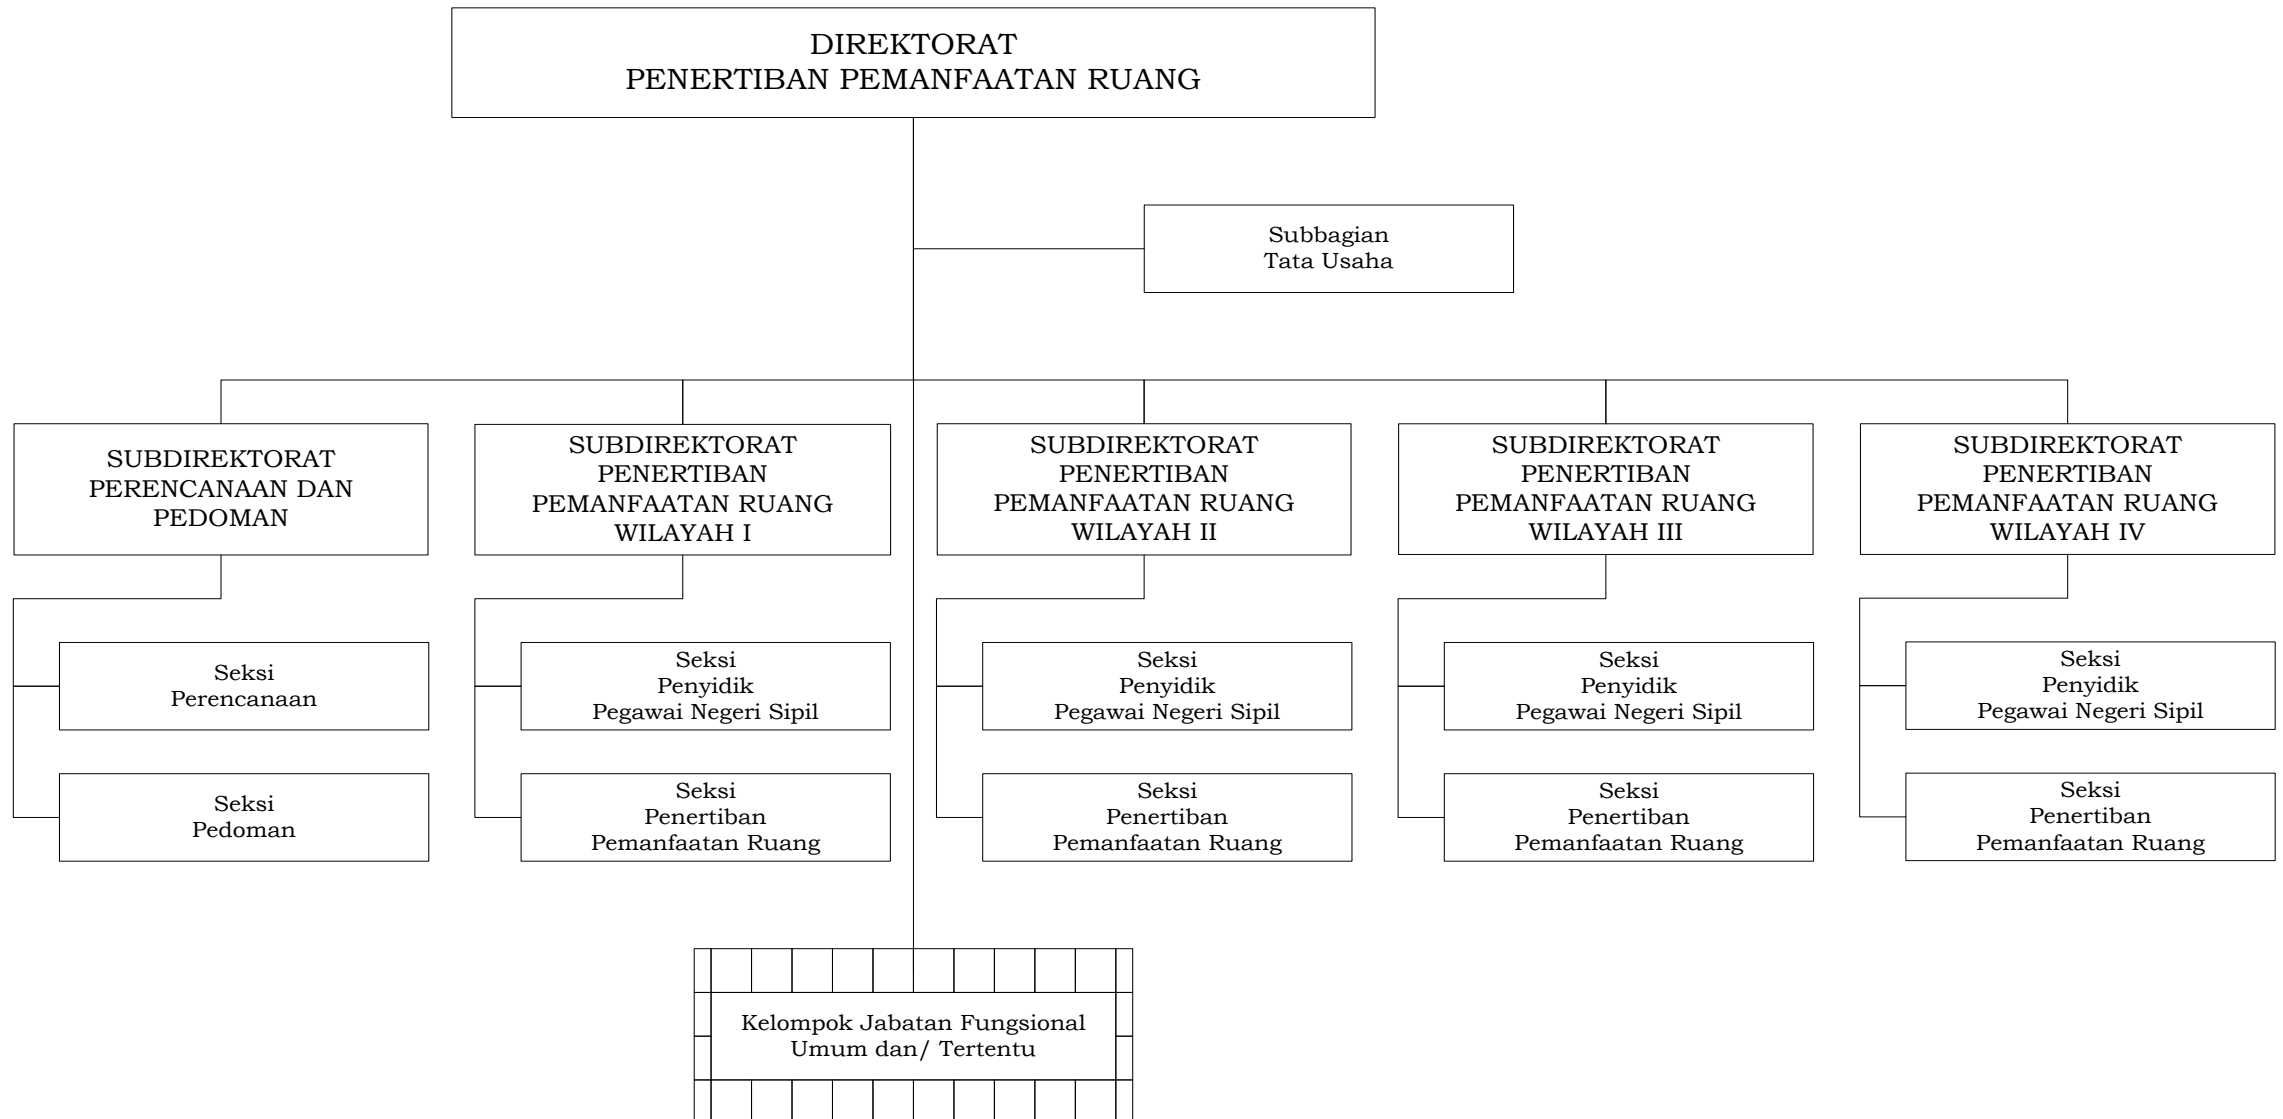 DIREKTORAT
PENERTIBAN PEMANFAATAN RUANG
Subbagian
Tata Usaha
SUBDIREKTORAT
PERENCANAAN DAN
PEDOMAN
SUBDIREKTORAT
PENERTIBAN
PEMANFAATAN RUANG
WILAYAH I
SUBDIREKTORAT
PENERTIBAN
PEMANFAATAN RUANG
WILAYAH II
SUBDIREKTORAT
PENERTIBAN
PEMANFAATAN RUANG
WILAYAH III
SUBDIREKTORAT
PENERTIBAN
PEMANFAATAN RUANG
WILAYAH IV
Seksi
Perencanaan
Seksi
Penyidik
Pegawai Negeri Sipil
Seksi
Penyidik
Pegawai Negeri Sipil
Seksi
Penyidik
Pegawai Negeri Sipil
Seksi
Penyidik
Pegawai Negeri Sipil
Seksi
Pedoman
Seksi
Penertiban
Pemanfaatan Ruang
Seksi
Penertiban
Pemanfaatan Ruang
Seksi
Penertiban
Pemanfaatan Ruang
Seksi
Penertiban
Pemanfaatan Ruang
Kelompok Jabatan Fungsional
Umum dan/ Tertentu